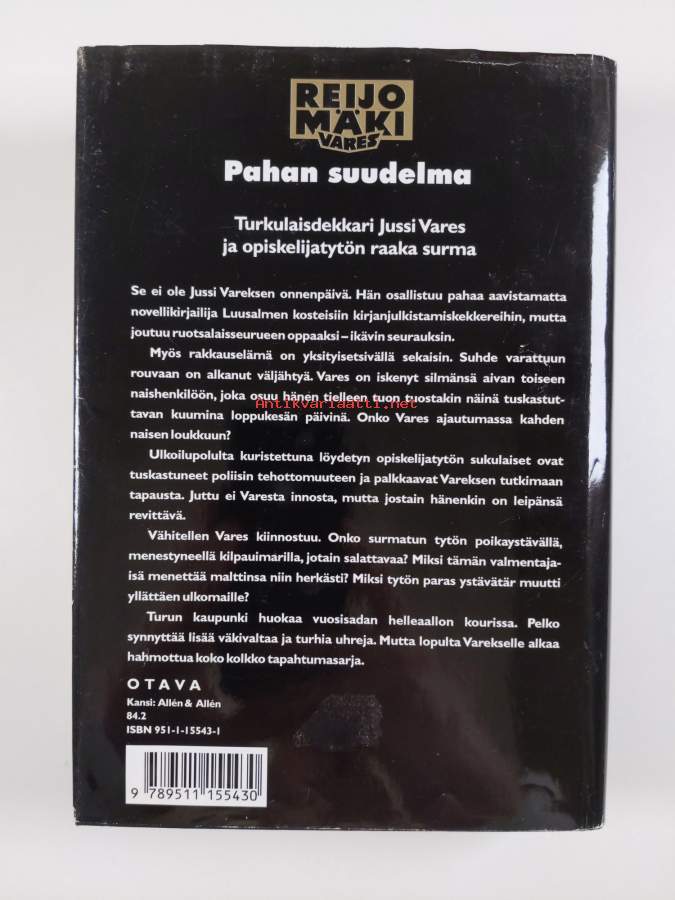 REIJO
MÄKI
VARES
Pahan suudelma
Turkulaisdekkari Jussi Vares
ja opiskelijatytön raaka surma
Se ei ole Jussi Vareksen onnenpäivä. Hän osallistuu pahaa aavistamatta
novellikirjailija Luusalmen kosteisiin kirjanjulkistamiskekkereihin, mutta
joutuu ruotsalaisseurueen oppaaksi – ikävin seurauksin.
Myös rakkauselämä on yksityisetsivällä sekaisin. Suhde varattuun
rouvaan on alkanut väljähtyä. Vares on iskenyt silmänsä aivan toiseen
naishenkilöön, joka osuu hänen tielleen tuon tuostakin näinä tuskastut-
Antikvariaatti.net
tavan kuumina loppukesän päivinä. Onko Vares ajautumassa kahden
naisen loukkuun?
Ulkoilupolulta kuristettuna löydetyn opiskelijatytön sukulaiset ovat
tuskastuneet poliisin tehottomuuteen ja palkkaavat Vareksen tutkimaan
tapausta. Juttu ei Varesta innosta, mutta jostain hänenkin on leipänsä
revittävä.
Vähitellen Vares kiinnostuu. Onko surmatun tytön poikaystävällä,
menestyneellä kilpauimarilla, jotain salattavaa? Miksi tämän valmentaja-
isä menettää malttinsa niin herkästi? Miksi tytön paras ystävätär muutti
yllättäen ulkomaille?
Turun kaupunki huokaa vuosisadan helleaallon kourissa. Pelko
synnyttää lisää väkivaltaa ja turhia uhreja. Mutta lopulta Varekselle alkaa
hahmottua koko kolkko tapahtumasarja.
OTAVA
Kansi: Allén & Allén
84.2
ISBN 951-1-15543-1
9 789511 155430